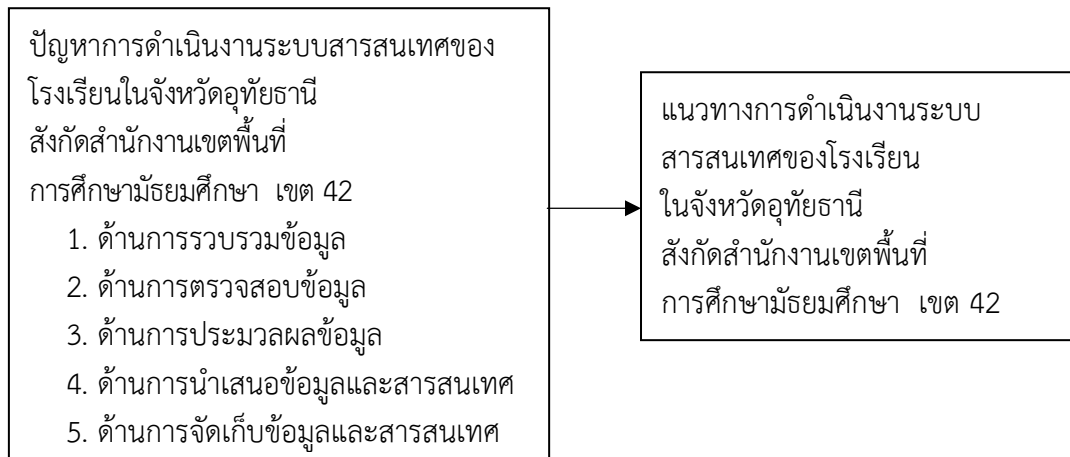 ปัญหาการดำเนินงานระบบสารสนเทศของ
โรงเรียนในจังหวัดอุทัยธานี
สังกัดสำนักงานเขตพื้นที่
การศึกษามัธยมศึกษา เขต 42
1. ด้านการรวบรวมข้อมูล
2. ด้านการตรวจสอบข้อมูล
3. ด้านการประมวลผลข้อมูล
4. ด้านการนำเสนอข้อมูลและสารสนเทศ
5. ด้านการจัดเก็บข้อมูลและสารสนเทศ
แนวทางการดำเนินงานระบบ
สารสนเทศของโรงเรียน
ในจังหวัดอุทัยธานี
สังกัดสำนักงานเขตพื้นที่
การศึกษามัธยมศึกษา เขต 42